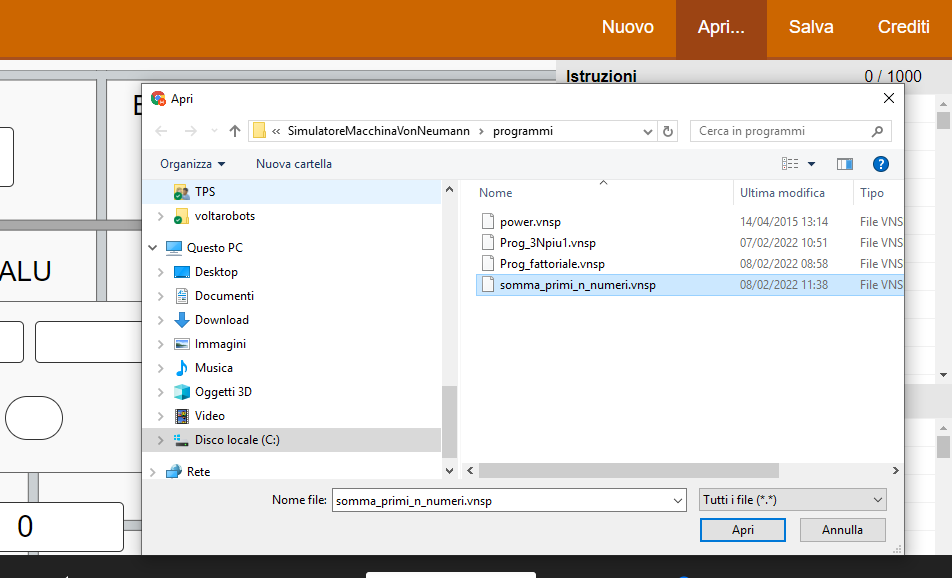 Nuovo Apri... Salva Crediti
Istruzioni 0 / 1000
Apri
« SimulatoreMacchinaVonNeumann › programmi
Cerca in programmi
Organizza Nuova cartella
TPS
voltarobots
Questo PC
Desktop
Documenti
Download
Immagini
Musica
Oggetti 3D
Video
Disco locale (C:)
Rete
Nome Ultima modifica Tipo
power.vnsp 14/04/2015 13:14 File VNS
Prog_3Npiu1.vnsp 07/02/2022 10:51 File VNS
Prog_fattoriale.vnsp 08/02/2022 08:58 File VNS
somma_primi_n_numeri.vnsp 08/02/2022 11:38 File VNS
ALU
0
Nome file: somma_primi_n_numeri.vnsp Tutti i file (*.*)
Apri Annulla